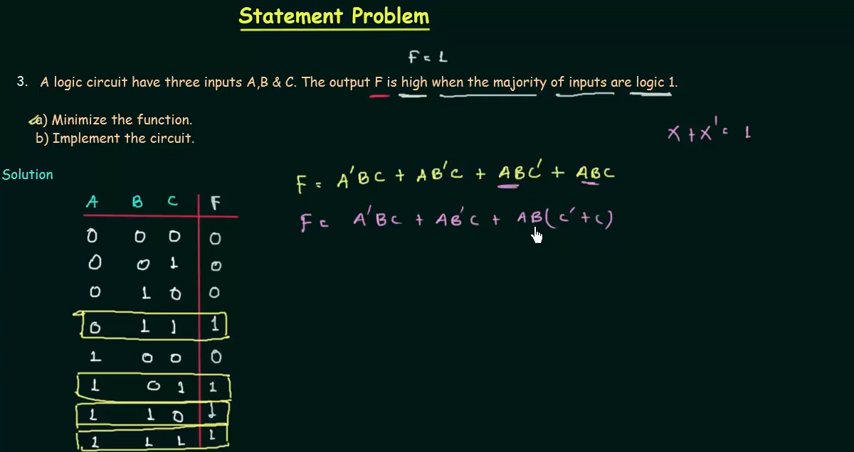 Statement Problem
F = 1
3. A logic circuit have three inputs A,B & C. The output F is high when the majority of inputs are logic 1.
a) Minimize the function.
b) Implement the circuit.
x + x' = 1
Solution
F = A'BC + AB'C + ABC' + ABC
F = A'BC + AB'C + AB(C' + C)
A B C F
0 0 0 0
0 0 1 0
0 1 0 0
0 1 1 1
1 0 0 0
1 0 1 1
1 1 0 1
1 1 1 1